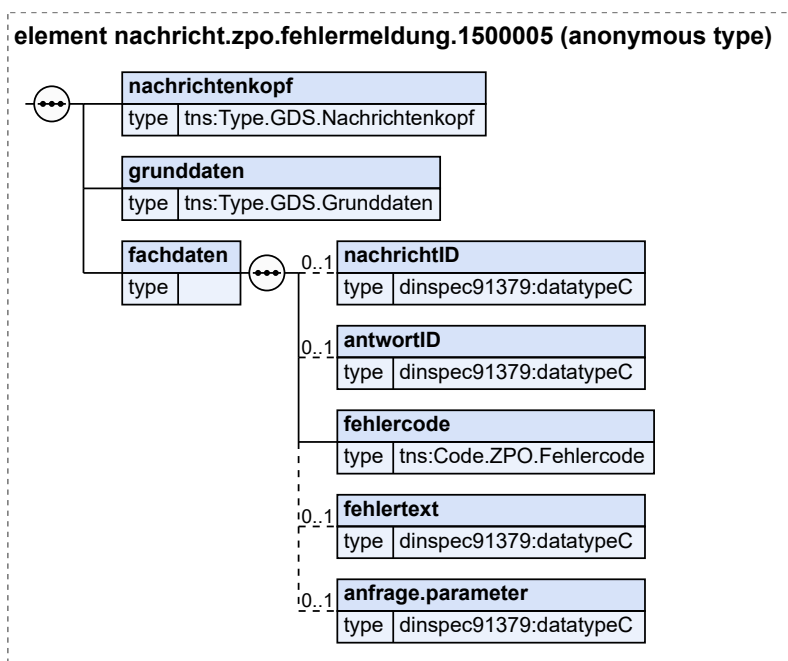 element nachricht.zpo.fehlermeldung.1500005 (anonymous type)
nachrichtenkopf
type tns:Type.GDS.Nachrichtenkopf
grunddaten
type tns:Type.GDS.Grunddaten
fachdaten
type
0..1 nachrichtID
type dinspec91379:datatypeC
0..1 antwortID
type dinspec91379:datatypeC
fehlercode
type tns:Code.ZPO.Fehlercode
0..1 fehlertext
type dinspec91379:datatypeC
0..1 anfrage.parameter
type dinspec91379:datatypeC